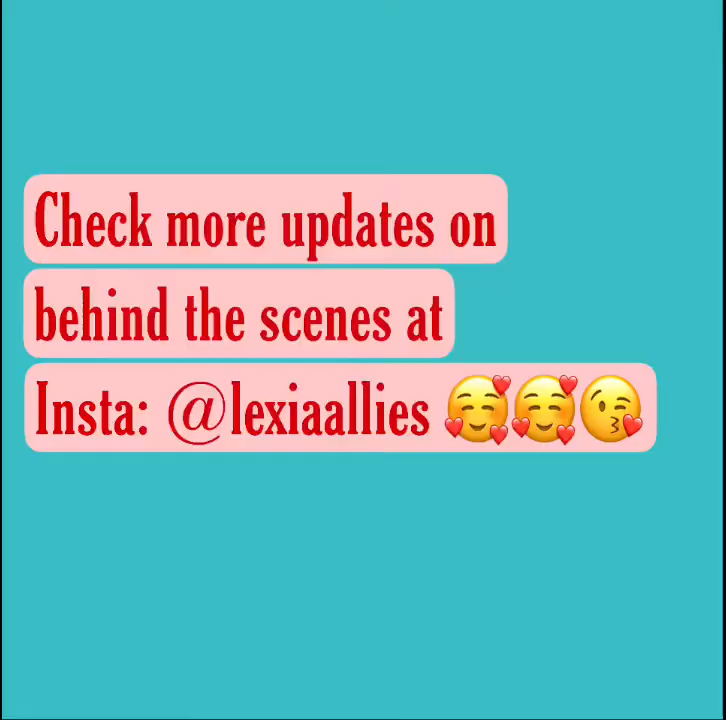 Check more updates on
behind the scenes at
Insta: @lexiaallies 🥰🥰😘